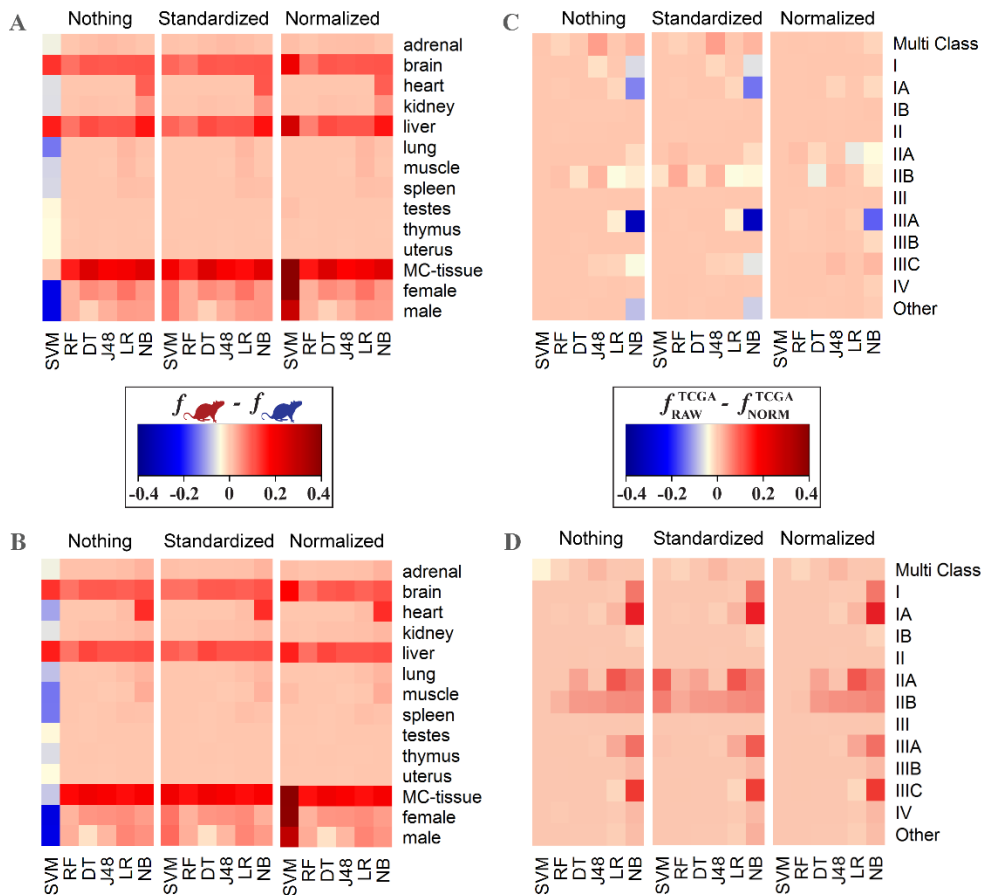 A
Nothing Standardized Normalized
adrenal
brain
heart
kidney
liver
lung
muscle
spleen
testes
thymus
uterus
MC-tissue
female
male
SVM RF DT J48 LR NB SVM RF DT J48 LR NB SVM RF DT J48 LR NB
C
Nothing Standardized Normalized
Multi Class
I
IA
IB
II
IIA
IIB
III
IIIA
IIIB
IIIC
IV
Other
SVM RF DT J48 LR NB SVM RF DT J48 LR NB SVM RF DT J48 LR NB
f - f
-0.4 -0.2 0 0.2 0.4
f TCGA RAW - f TCGA NORM
-0.4 -0.2 0 0.2 0.4
B
Nothing Standardized Normalized
adrenal
brain
heart
kidney
liver
lung
muscle
spleen
testes
thymus
uterus
MC-tissue
female
male
SVM RF DT J48 LR NB SVM RF DT J48 LR NB SVM RF DT J48 LR NB
D
Nothing Standardized Normalized
Multi Class
I
IA
IB
II
IIA
IIB
III
IIIA
IIIB
IIIC
IV
Other
SVM RF DT J48 LR NB SVM RF DT J48 LR NB SVM RF DT J48 LR NB